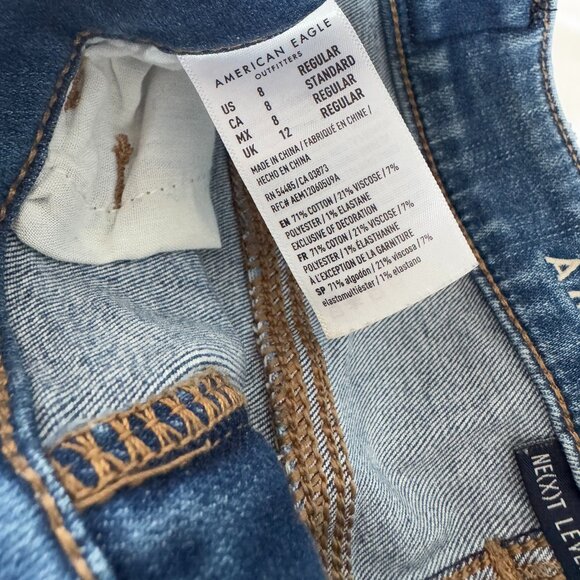 AMERICAN EAGLE
OUTFITTERS
US 8 REGULAR
CA 8 STANDARD
MX 8 REGULAR
UK 12 REGULAR
MADE IN CHINA / FABRIQUÉ EN CHINE /
HECHO EN CHINA
RN 54485 / CA 03873
RFC# AEM120605U9A
EN 71% COTTON / 21% VISCOSE / 7%
POLYESTER / 1% ELASTANE
EXCLUSIVE OF DECORATION
FR 71% COTON / 21% VISCOSE / 7%
POLYESTER / 1% ÉLASTHANNE
À L'EXCEPTION DE LA GARNITURE
SP 71% algodón / 21% viscosa / 7%
elastomultiéster / 1% elastano
NE(X)T LE